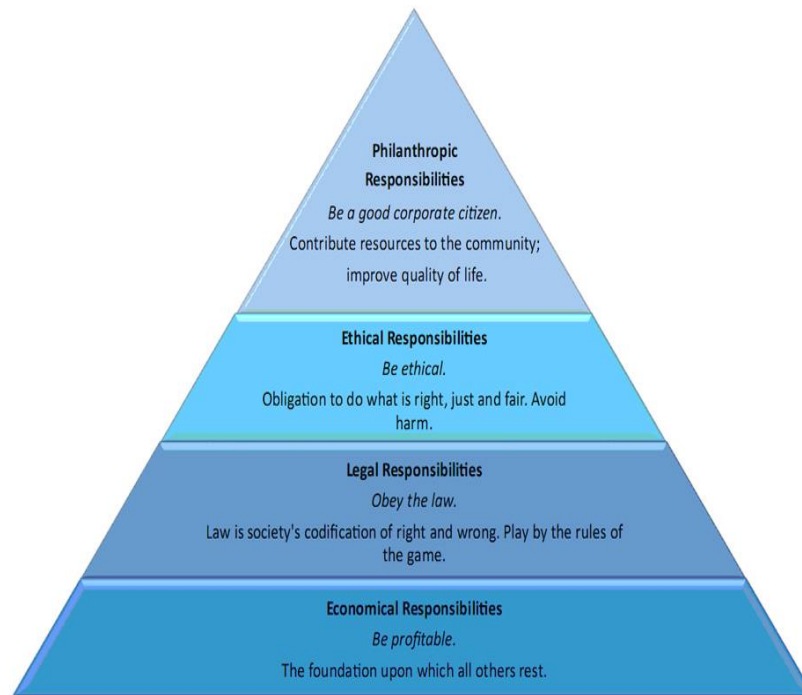 Philanthropic
Responsibilities
Be a good corporate citizen.
Contribute resources to the community;
improve quality of life.
Ethical Responsibilities
Be ethical.
Obligation to do what is right, just and fair. Avoid
harm.
Legal Responsibilities
Obey the law.
Law is society's codification of right and wrong. Play by the rules of
the game.
Economical Responsibilities
Be profitable.
The foundation upon which all others rest.